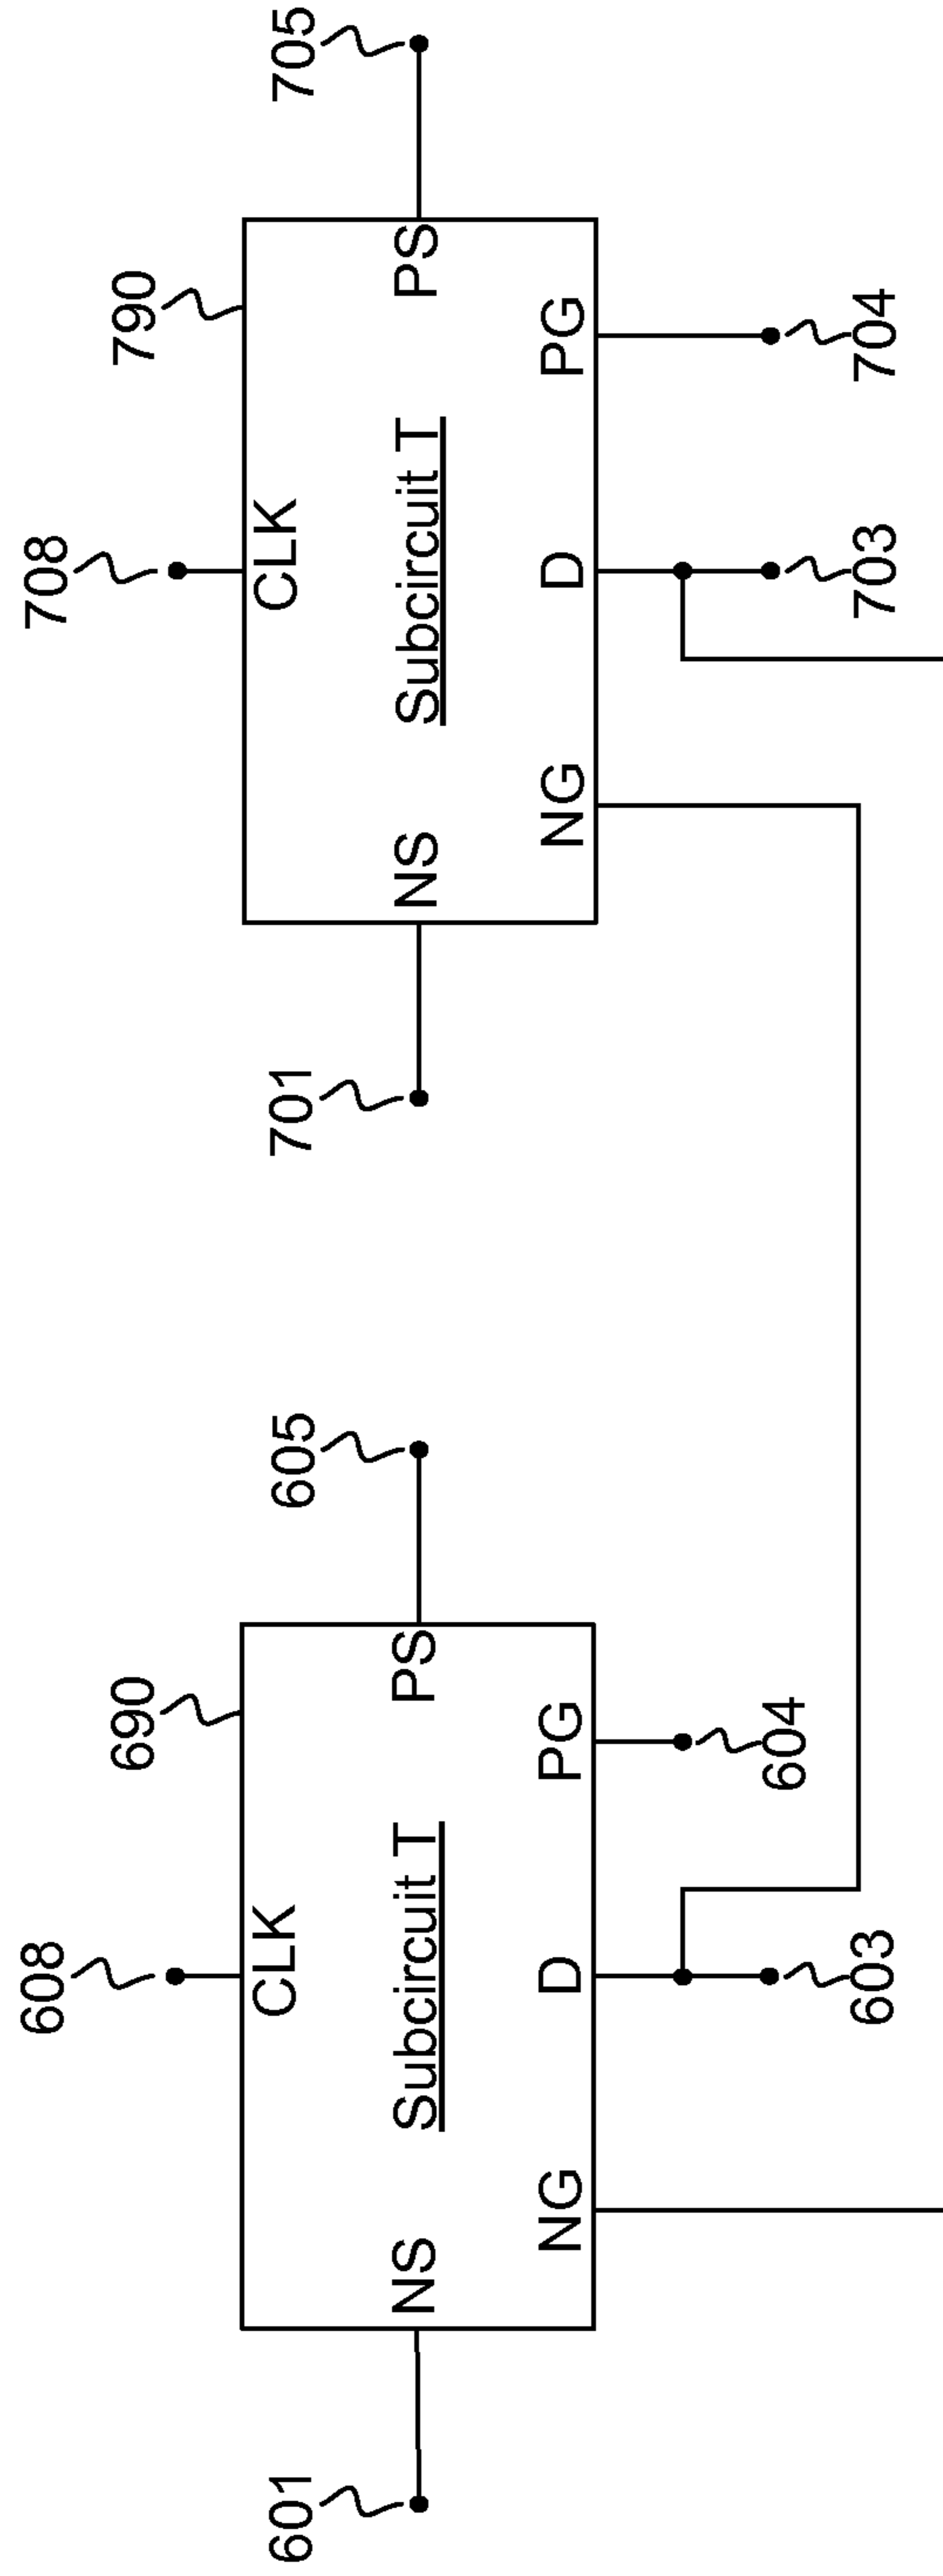 608
690
708
790
601
605
701
705
CLK
CLK
NS
Subcircuit T
PS
NS
Subcircuit T
PS
NG
D
PG
NG
D
PG
604
603
703
704